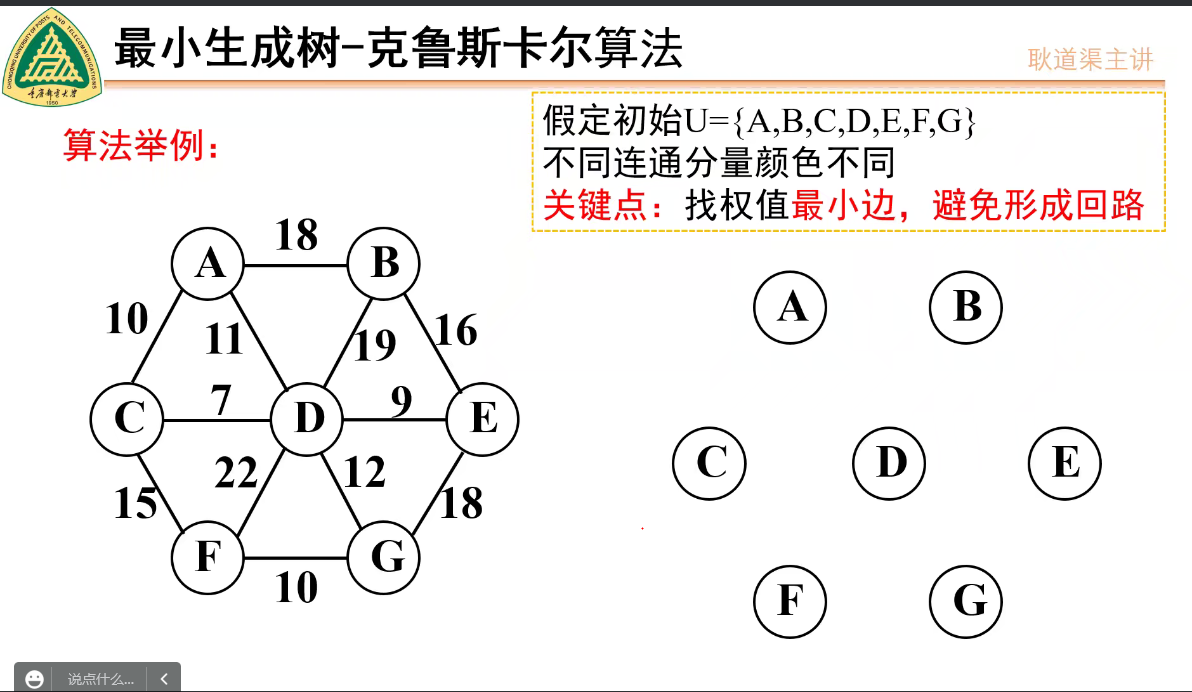 CHONGQING UNIVERSITY OF POSTS AND TELECOMMUNICATIONS
重庆邮电大学
1950
最小生成树-克鲁斯卡尔算法
耿道渠主讲
算法举例：
假定初始U={A,B,C,D,E,F,G}
不同连通分量颜色不同
关键点：找权值最小边，避免形成回路
18
A B
10 11 19 16
7 9
C D E
22 12
15 18
F G
10
A B
C D E
F G
说点什么...